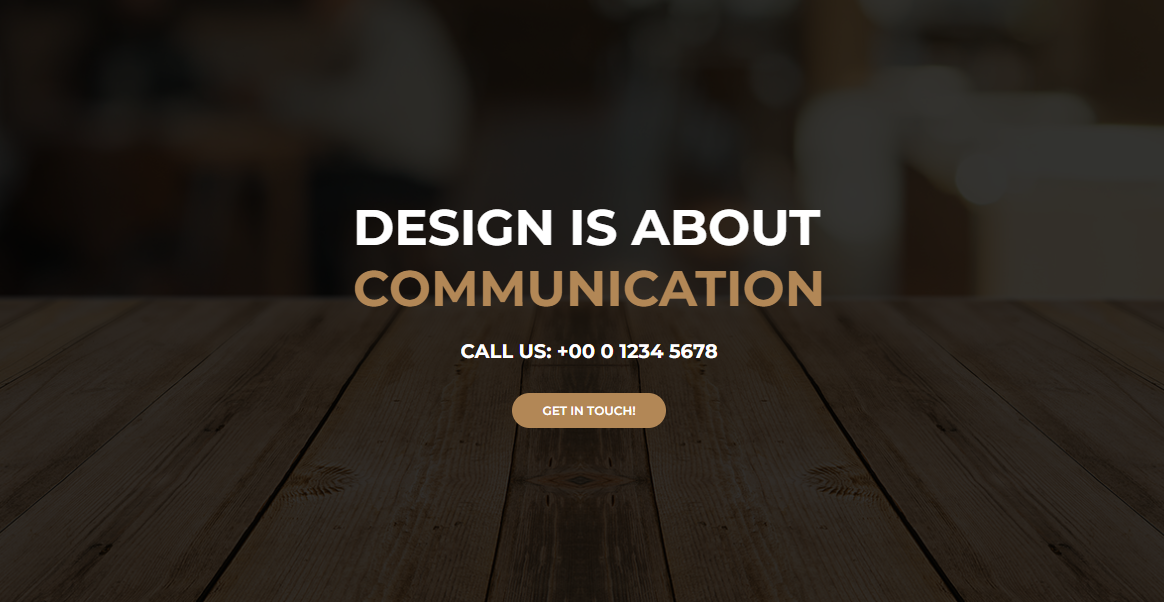 DESIGN IS ABOUT
COMMUNICATION
CALL US: +00 0 1234 5678
GET IN TOUCH!